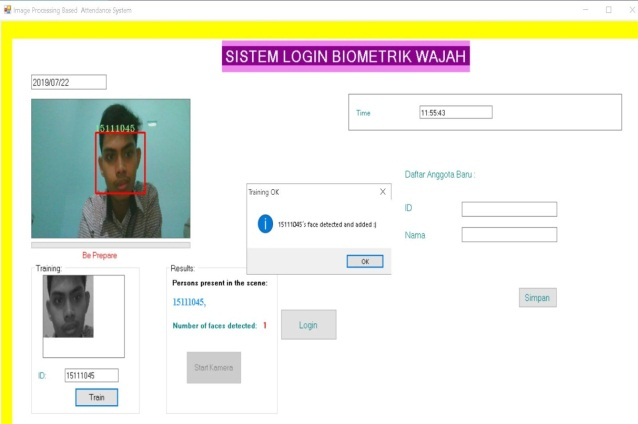 Image Processing Based Attendance System
SISTEM LOGIN BIOMETRIK WAJAH
2019/07/22
15111045
Time 11:55:43
Daftar Anggota Baru :
ID
Nama
Simpan
Training OK
15111045's face detected and added :)
OK
Be Prepare
Training:
ID: 15111045
Train
Results:
Persons present in the scene:
15111045,
Number of faces detected: 1
Start Kamera
Login